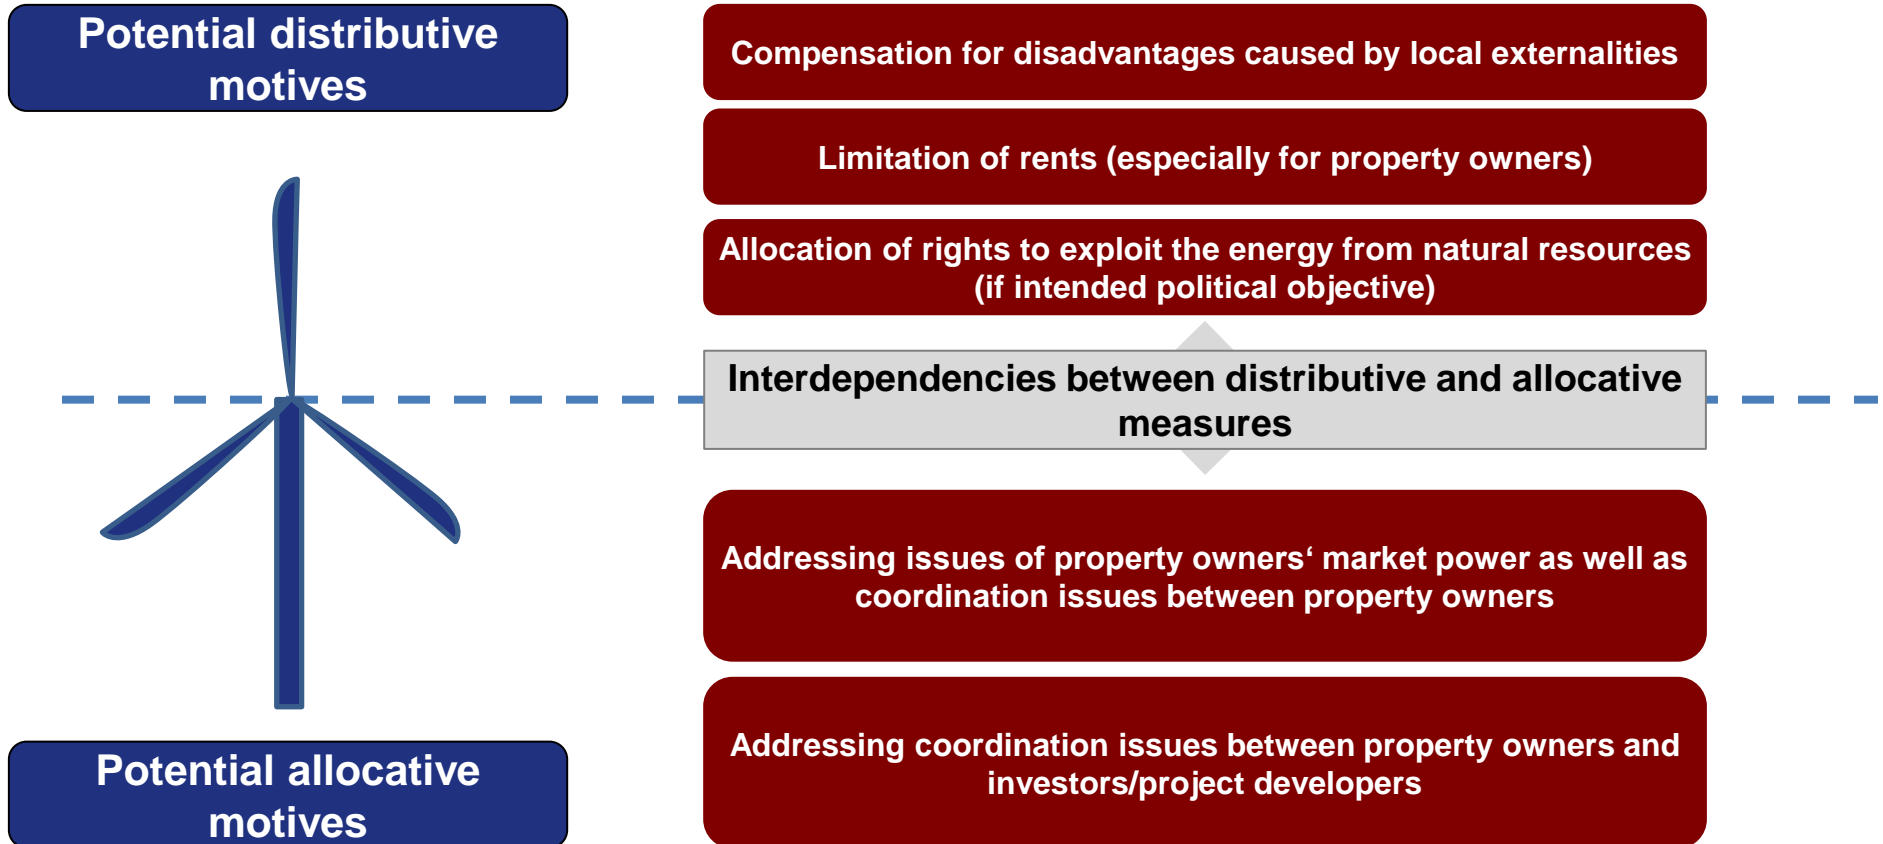 Potential distributive
motives
Compensation for disadvantages caused by local externalities
Limitation of rents (especially for property owners)
Allocation of rights to exploit the energy from natural resources
(if intended political objective)
Interdependencies between distributive and allocative
measures
Addressing issues of property owners‘ market power as well as
coordination issues between property owners
Addressing coordination issues between property owners and
investors/project developers
Potential allocative
motives